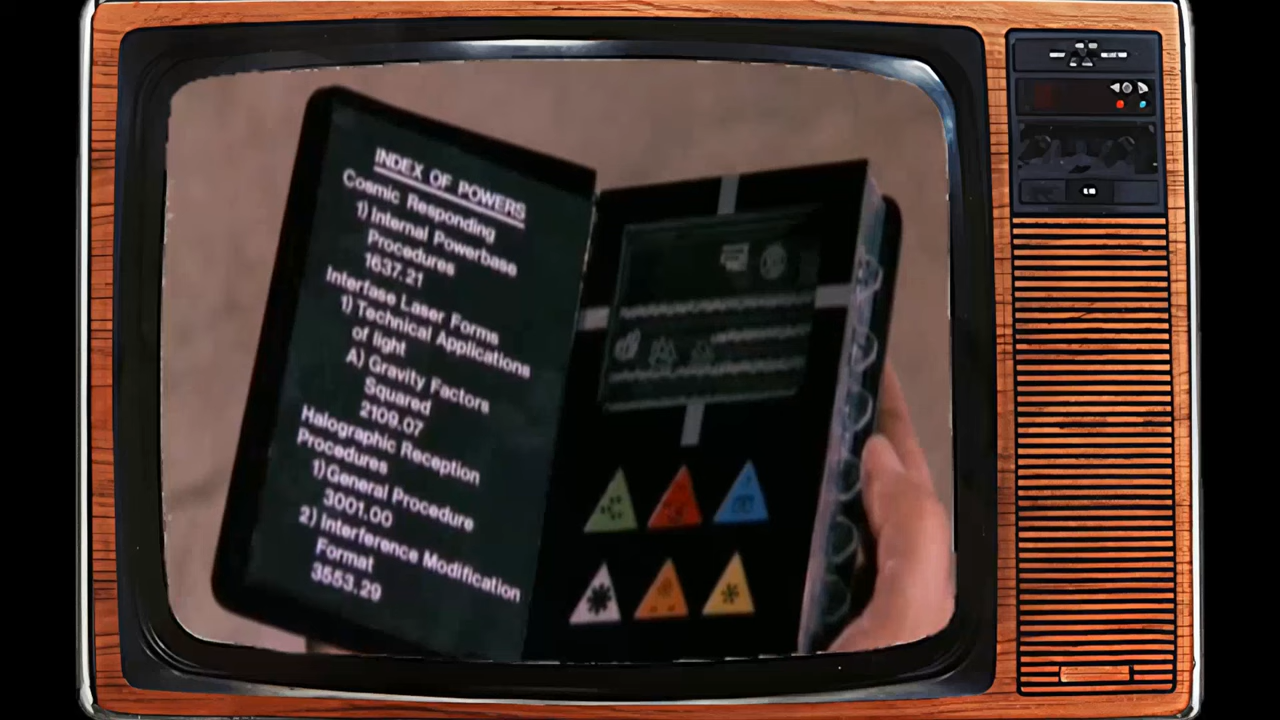 INDEX OF POWERS
Cosmic Responding
1) Internal Powerbase
Procedures
1637.21
Interfase Laser Forms
1) Technical Applications
of light
A) Gravity Factors
Squared
2109.07
Halographic Reception
Procedures
1) General Procedure
3001.00
2) Interference Modification
Format
3553.29